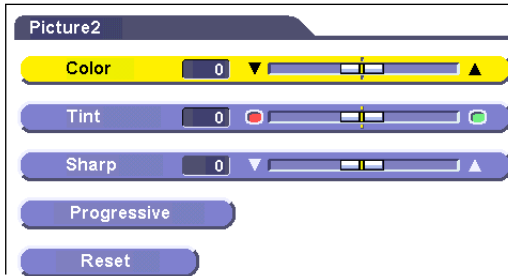 Picture2
Color 0
Tint 0
Sharp 0
Progressive
Reset